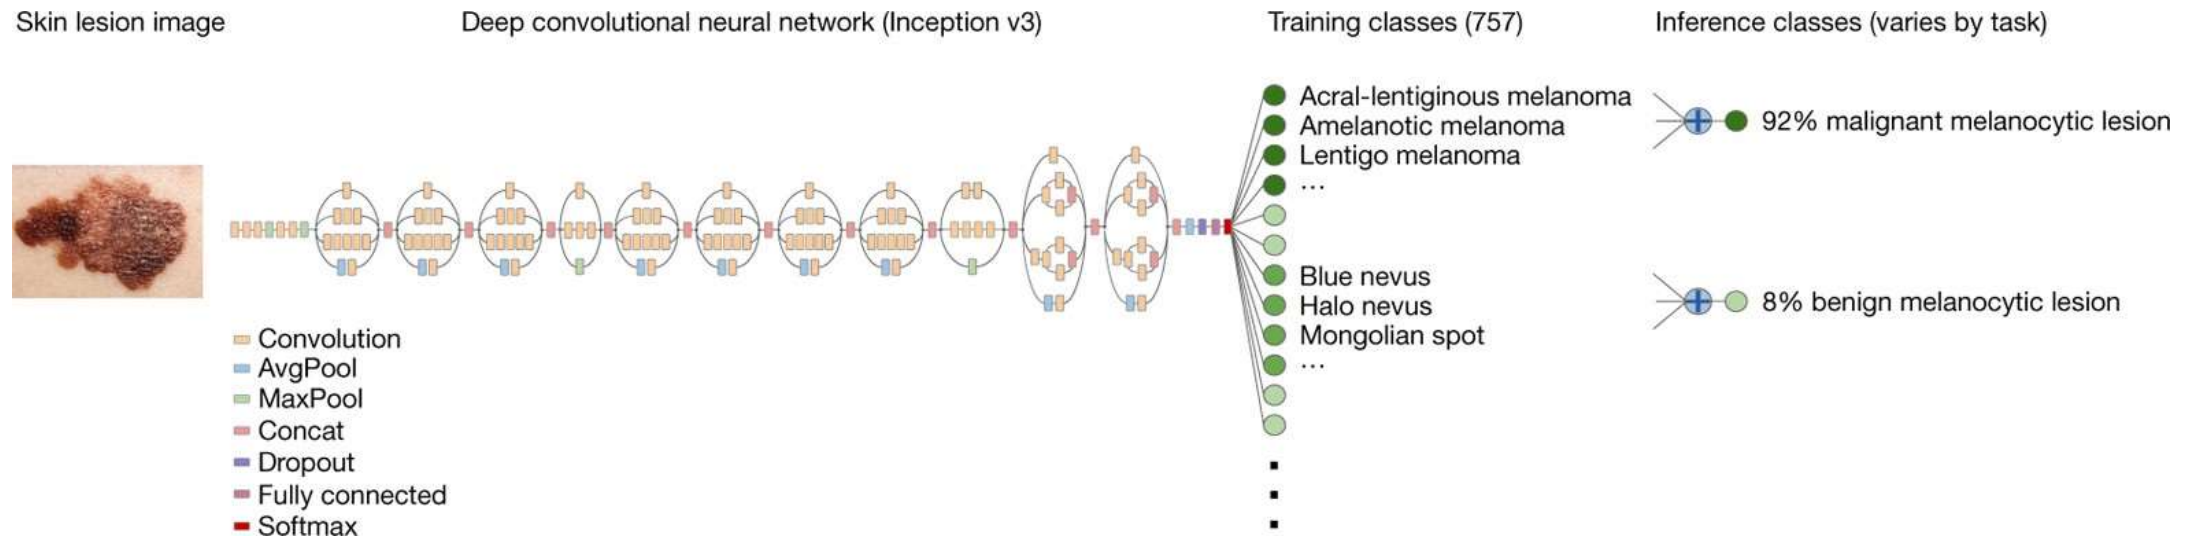 Skin lesion image
Deep convolutional neural network (Inception v3)
Training classes (757)
Inference classes (varies by task)
Convolution
AvgPool
MaxPool
Concat
Dropout
Fully connected
Softmax
Acral-lentiginous melanoma
Amelanotic melanoma
Lentigo melanoma
...
Blue nevus
Halo nevus
Mongolian spot
...
92% malignant melanocytic lesion
8% benign melanocytic lesion